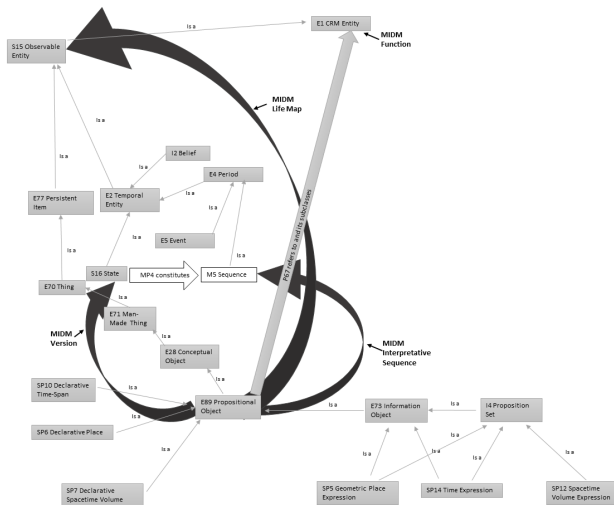 E1 CRM Entity
Is a
S15 Observable
Entity
MIDM
Function
MIDM
Life Map
Is a
Is a
I2 Belief
Is a
E4 Period
Is a
E77 Persistent
Item
E2 Temporal
Entity
Is a
Is a
E5 Event
P67 refers to and its subclasses
Is a
Is a
Is a
S16 State
MP4 constitutes
M5 Sequence
E70 Thing
Is a
E71 Man-
Made Thing
MIDM
Version
Is a
E28 Conceptual
Object
MIDM
Interpretative
Sequence
Is a
SP10 Declarative
Time-Span
Is a
E89 Propositional
Object
Is a
E73 Information
Object
Is a
I4 Proposition
Set
Is a
SP6 Declarative Place
Is a
Is a
Is a
Is a
Is a
Is a
SP7 Declarative
Spacetime Volume
SP5 Geometric Place
Expression
SP14 Time Expression
SP12 Spacetime
Volume Expression